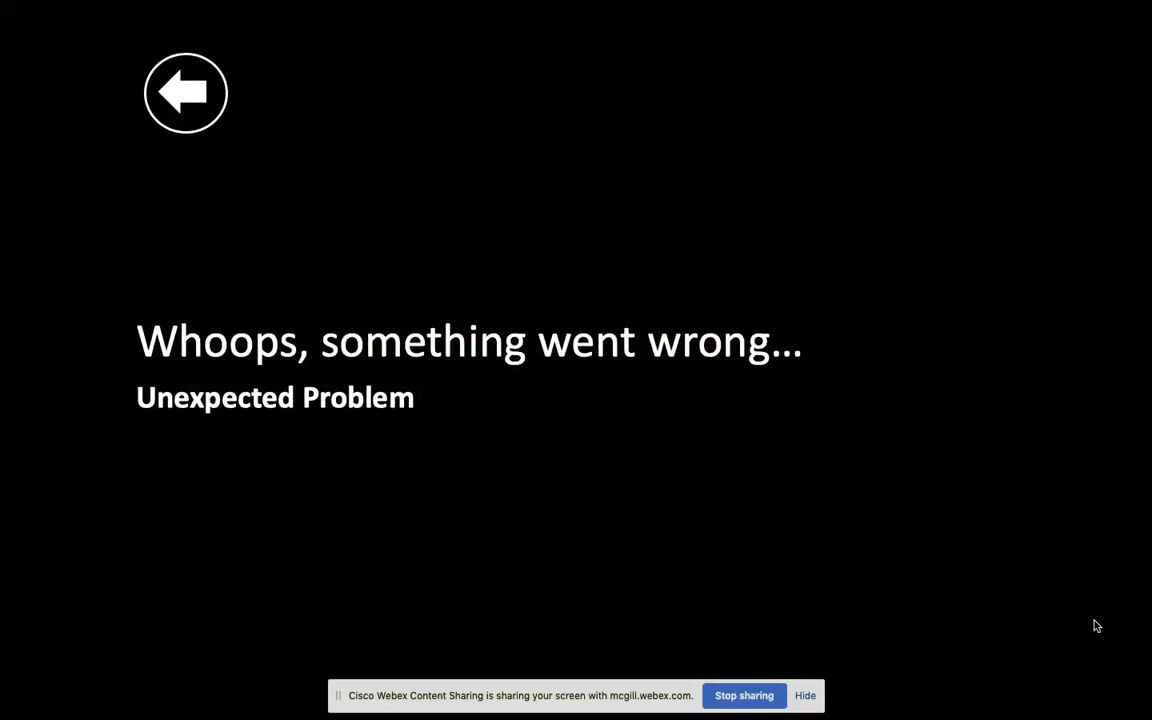 Whoops, something went wrong...
Unexpected Problem
Cisco Webex Content Sharing is sharing your screen with mcgill.webex.com. Stop sharing Hide